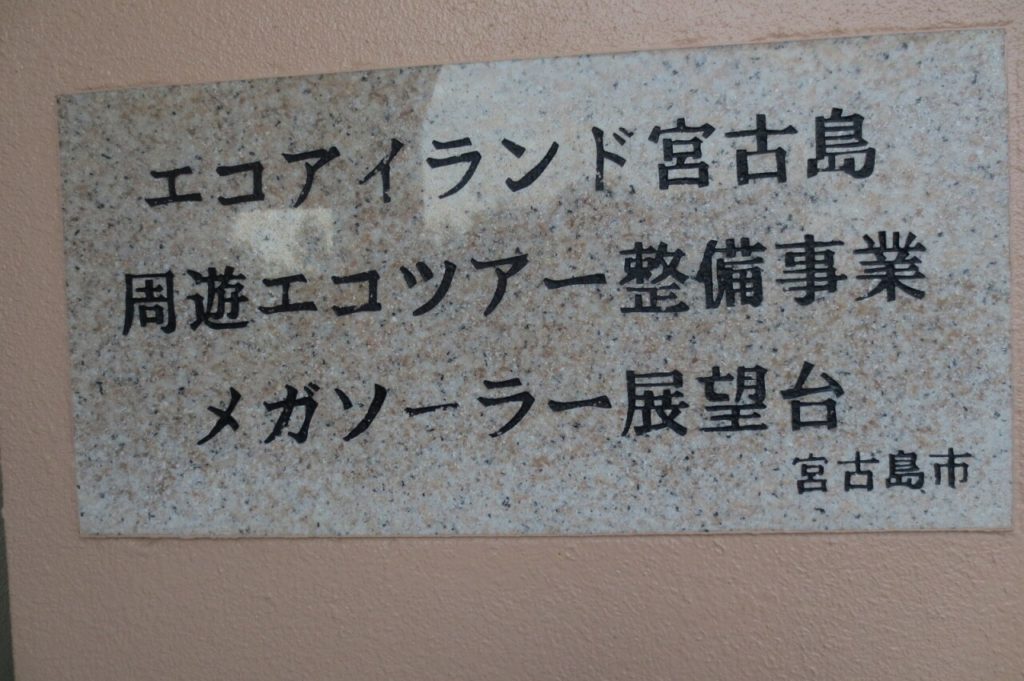 エコアイランド宮古島
周遊エコツアー整備事業
メガソーラー展望台
宮古島市